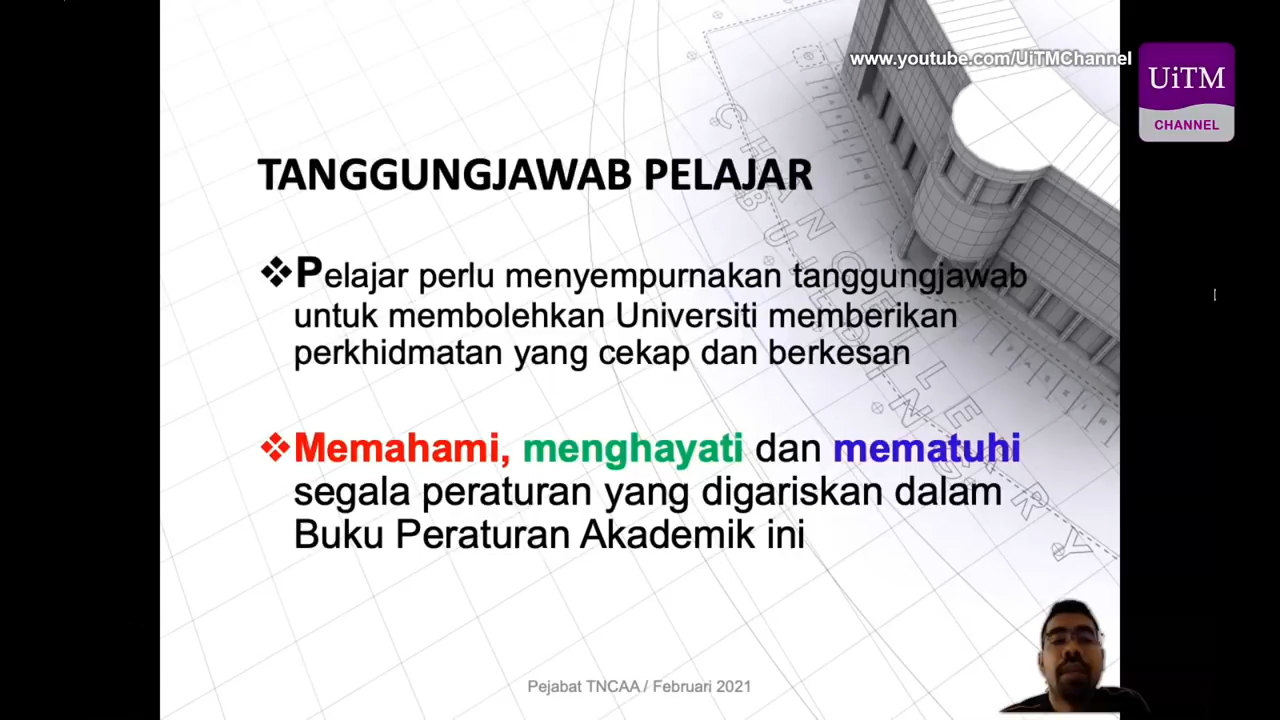 www.youtube.com/UiTMChannel
UiTM
CHANNEL
TANGGUNGJAWAB PELAJAR
❖Pelajar perlu menyempurnakan tanggungjawab
untuk membolehkan Universiti memberikan
perkhidmatan yang cekap dan berkesan
❖Memahami, menghayati dan mematuhi
segala peraturan yang digariskan dalam
Buku Peraturan Akademik ini
Pejabat TNCAA / Februari 2021
CHANCELLERY